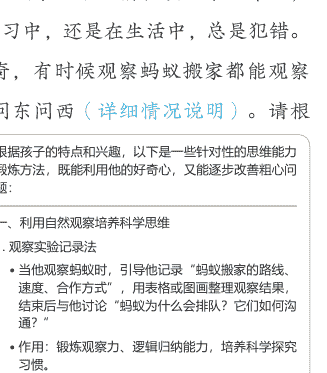 习中，还是在生活中，总是犯错。
奇，有时候观察蚂蚁搬家都能观察
问东问西（详细情况说明）。请根
根据孩子的特点和兴趣，以下是一些针对性的思维能力
锻炼方法，既能利用他的好奇心，又能逐步改善粗心问
题：
一、利用自然观察培养科学思维
. 观察实验记录法
• 当他观察蚂蚁时，引导他记录“蚂蚁搬家的路线、
速度、合作方式”，用表格或图画整理观察结果，
结束后与他讨论“蚂蚁为什么会排队？它们如何沟
通？”
• 作用：锻炼观察力、逻辑归纳能力，培养科学探究
习惯。